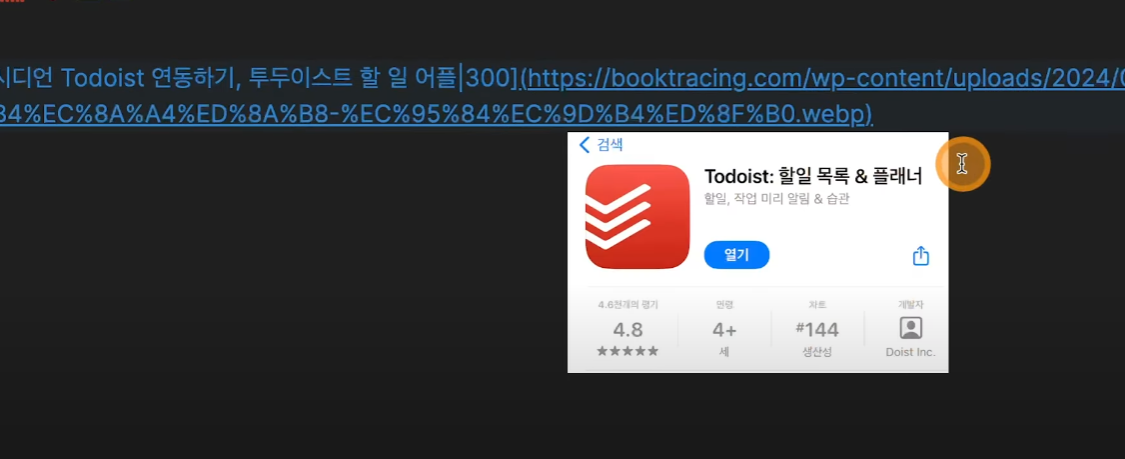 시디언 Todoist 연동하기, 투두이스트 할 일 어플|300](https://booktracing.com/wp-content/uploads/2024/0
34%EC%8A%A4%ED%8A%B8-%EC%95%84%EC%9D%B4%ED%8F%B0.webp)
검색
Todoist: 할일 목록 & 플래너
할일, 작업 미리 알림 & 습관
열기
4.6천개의 평가 연령 차트 개발자
4.8 4+ #144
★★★★★ 세 생산성 Doist Inc.